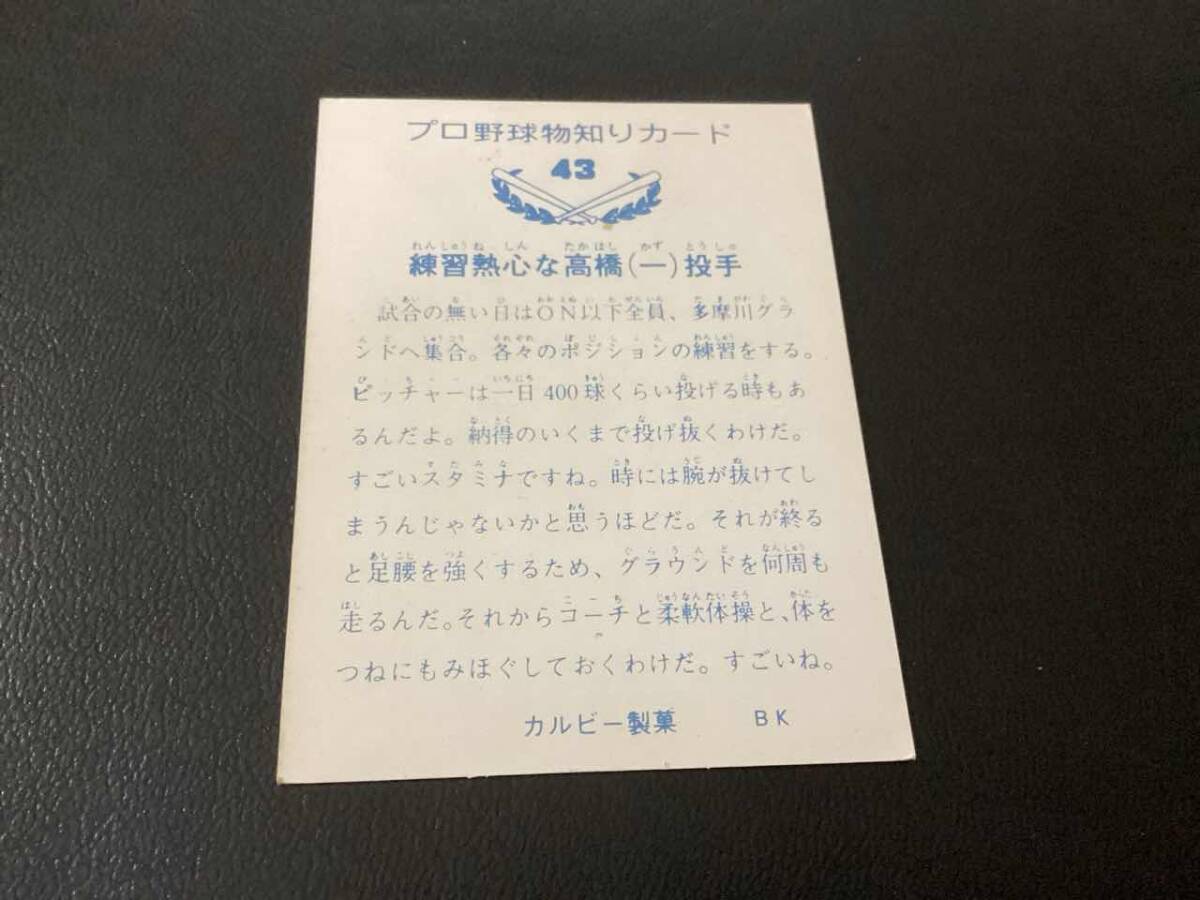 プロ野球物知りカード
43
練習熱心な高橋(一)投手
試合の無い日はON以下全員、多摩川グラ
ンドへ集合。各々のポジションの練習をする。
ピッチャーは一日400球くらい投げる時もあ
るんだよ。納得のいくまで投げ抜くわけだ。
すごいスタミナですね。時には腕が抜けてし
まうんじゃないかと思うほどだ。それが終る
と足腰を強くするため、グラウンドを何周も
走るんだ。それからコーチと柔軟体操と、体を
つねにもみほぐしておくわけだ。すごいね。
カルビー製菓 BK